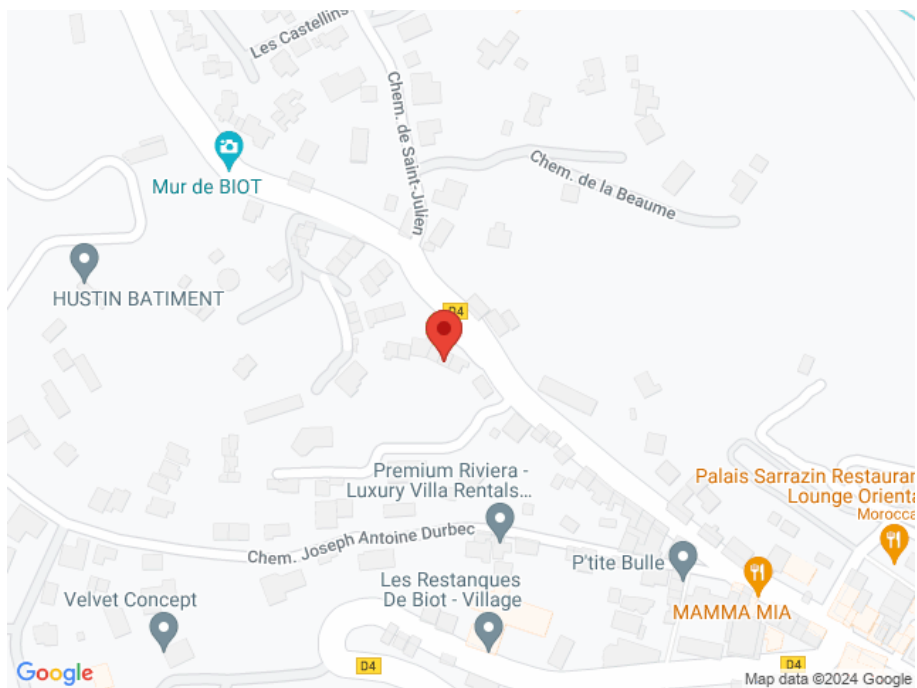 Les Castellins
Chem. de Saint-Julien
Chem. de la Beaume
Mur de BIOT
HUSTIN BATIMENT
D4
Premium Riviera -
Luxury Villa Rentals...
Palais Sarrazin Restauran
Lounge Orienta
Morocca
Chem. Joseph Antoine Durbec
P'tite Bulle
Les Restanques
De Biot - Village
Velvet Concept
MAMMA MIA
D4
D4
Google
Map data ©2024 Google